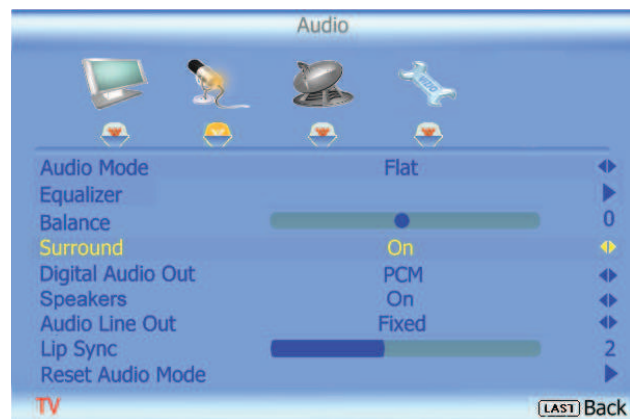 Audio
VIZIO
Audio Mode Flat
Equalizer
Balance 0
Surround On
Digital Audio Out PCM
Speakers On
Audio Line Out Fixed
Lip Sync 2
Reset Audio Mode
TV LAST Back